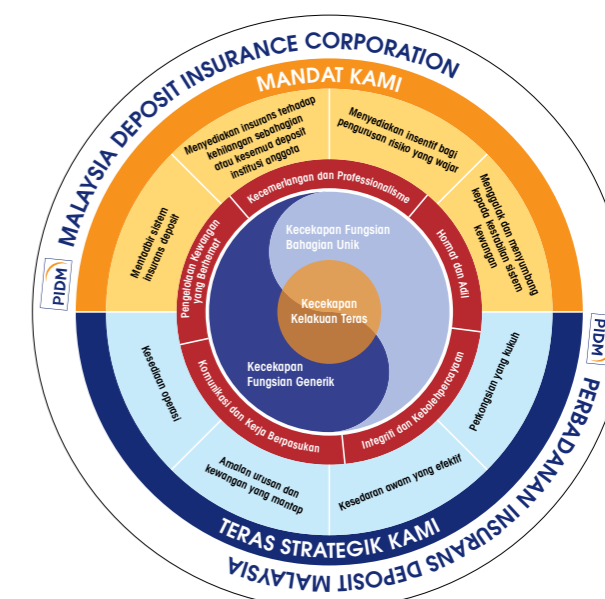 MALAYSIA DEPOSIT INSURANCE CORPORATION
MANDAT KAMI
Mentadbir sistem
insurans deposit
Menyediakan insurans terhadap
kehilangan sebahagian
atau kesemua deposit
institusi anggota
Menyediakan insentif bagi
pengurusan risiko yang wajar
Menggalak dan menyumbang
kepada kestabilan sistem
kewangan
Pengelolaan Kewangan
yang Berhemat
Kecemerlangan dan Professionalisme
Hormat dan Adil
Kecekapan Fungsian
Bahagian Unik
Kecekapan
Kelakuan Teras
Kecekapan
Fungsian Generik
Komunikasi dan Kerja Berpasukan
Integriti dan Kebolehpercayaan
Kesediaan operasi
Amalan urusan dan
kewangan yang mantap
Kesedaran awam yang efektif
Perkongsian yang kukuh
TERAS STRATEGIK KAMI
PERBADANAN INSURANS DEPOSIT MALAYSIA
PIDM
PIDM